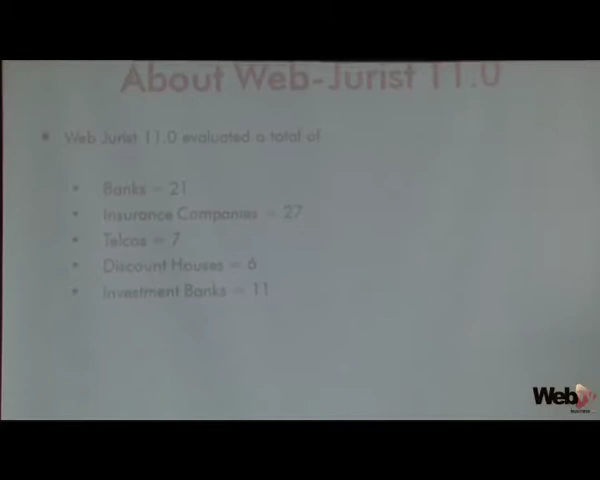 About Web-Jurist 11.0
Web Jurist 11.0 evaluated a total of
Banks = 21
Insurance Companies = 27
Telcos = 7
Discount Houses = 6
Investment Banks = 11
Web
business